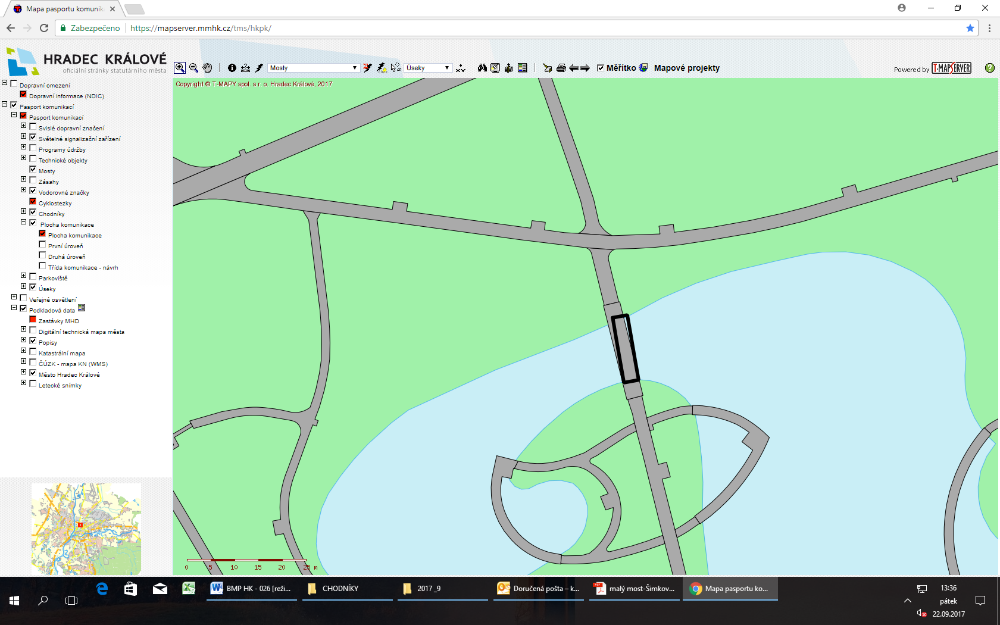 Mapa pasportu komunik
Zabezpečeno
https://mapserver.mmhk.cz/tms/hkpk/
HRADEC KRÁLOVÉ
oficiální stránky statutárního města
Mosty
Úseky
Měřítko
Mapové projekty
Powered by T-MAPSERVER
Copyright © T-MAPY spol. s r. o. Hradec Králové, 2017
Dopravní omezení
Dopravní informace (NDIC)
Pasport komunikací
Pasport komunikací
Svislé dopravní značení
Světelné signalizační zařízení
Programy údržby
Technické objekty
Mosty
Zásahy
Vodorovné značky
Cyklostezky
Chodníky
Plocha komunikace
Plocha komunikace
První úroveň
Druhá úroveň
Třída komunikace - návrh
Parkoviště
Úseky
Veřejné osvětlení
Podkladová data
Zastávky MHD
Digitální technická mapa města
Popisy
Katastrální mapa
ČÚZK - mapa KN (WMS)
Město Hradec Králové
Letecké snímky
0 5 10 15 20 25 m
BMP HK - 026 [reži...
CHODNÍKY
2017 _9
Doručená pošta – k...
malý most-Šimkov...
Mapa pasportu ko...
13:36
pátek
22.09.2017